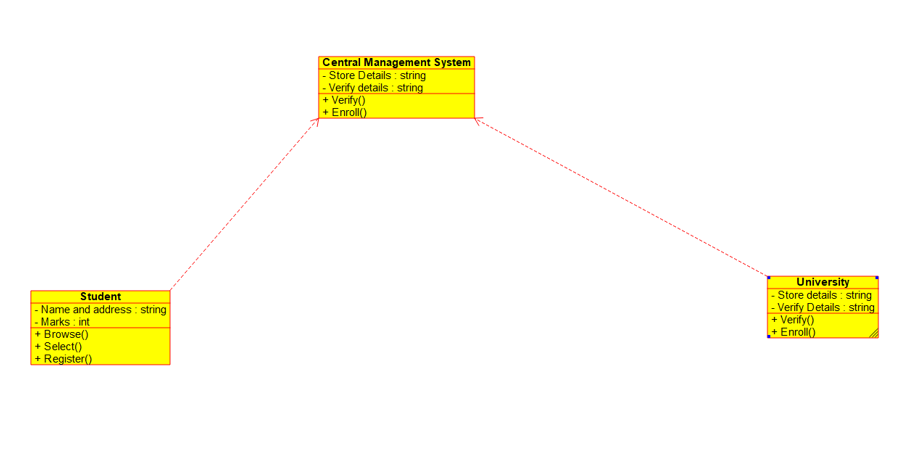 Central Management System
- Store Details : string
- Verify details : string
+ Verify()
+ Enroll()
Student
- Name and address : string
- Marks : int
+ Browse()
+ Select()
+ Register()
University
- Store details : string
- Verify Details : string
+ Verify()
+ Enroll()